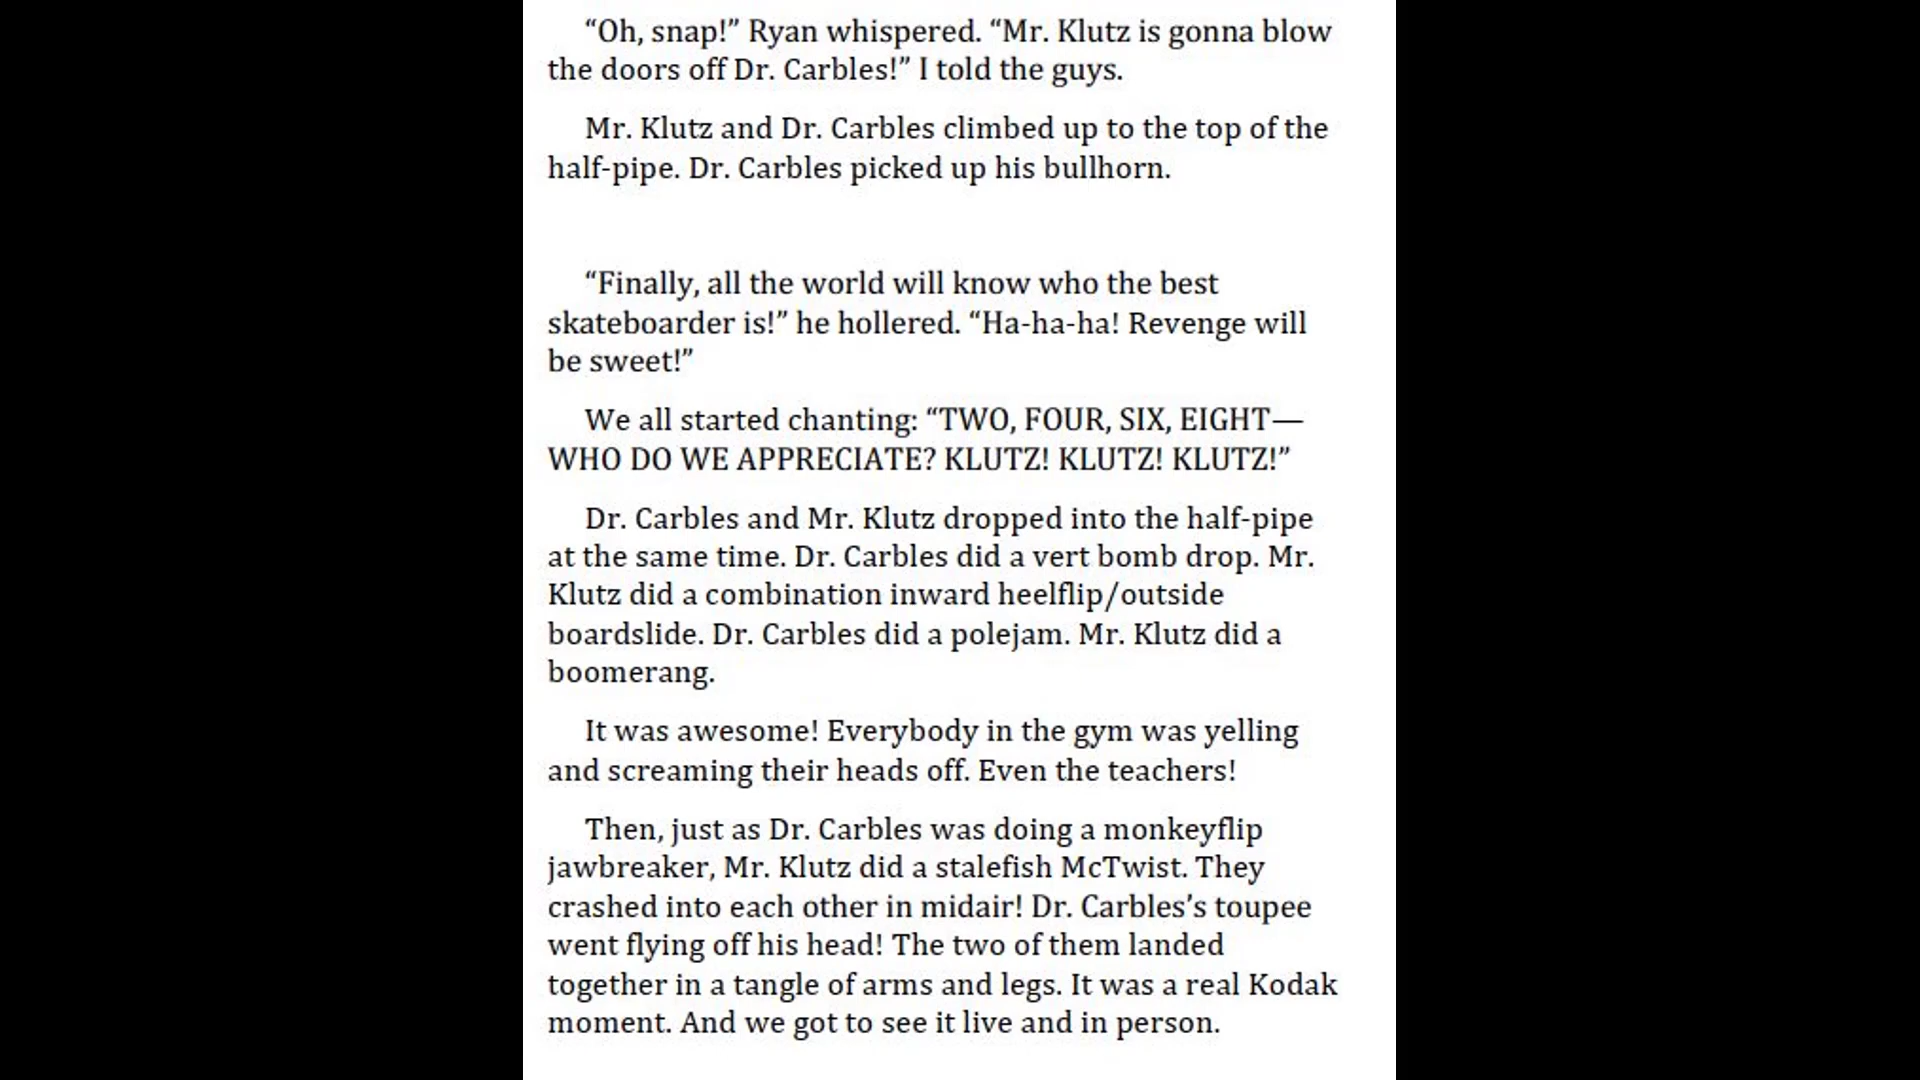 “Oh, snap!” Ryan whispered. “Mr. Klutz is gonna blow
the doors off Dr. Carbles!” I told the guys.
Mr. Klutz and Dr. Carbles climbed up to the top of the
half-pipe. Dr. Carbles picked up his bullhorn.
“Finally, all the world will know who the best
skateboarder is!” he hollered. “Ha-ha-ha! Revenge will
be sweet!”
We all started chanting: “TWO, FOUR, SIX, EIGHT—
WHO DO WE APPRECIATE? KLUTZ! KLUTZ! KLUTZ!”
Dr. Carbles and Mr. Klutz dropped into the half-pipe
at the same time. Dr. Carbles did a vert bomb drop. Mr.
Klutz did a combination inward heelflip/outside
boardslide. Dr. Carbles did a polejam. Mr. Klutz did a
boomerang.
It was awesome! Everybody in the gym was yelling
and screaming their heads off. Even the teachers!
Then, just as Dr. Carbles was doing a monkeyflip
jawbreaker, Mr. Klutz did a stalefish McTwist. They
crashed into each other in midair! Dr. Carbles’s toupee
went flying off his head! The two of them landed
together in a tangle of arms and legs. It was a real Kodak
moment. And we got to see it live and in person.